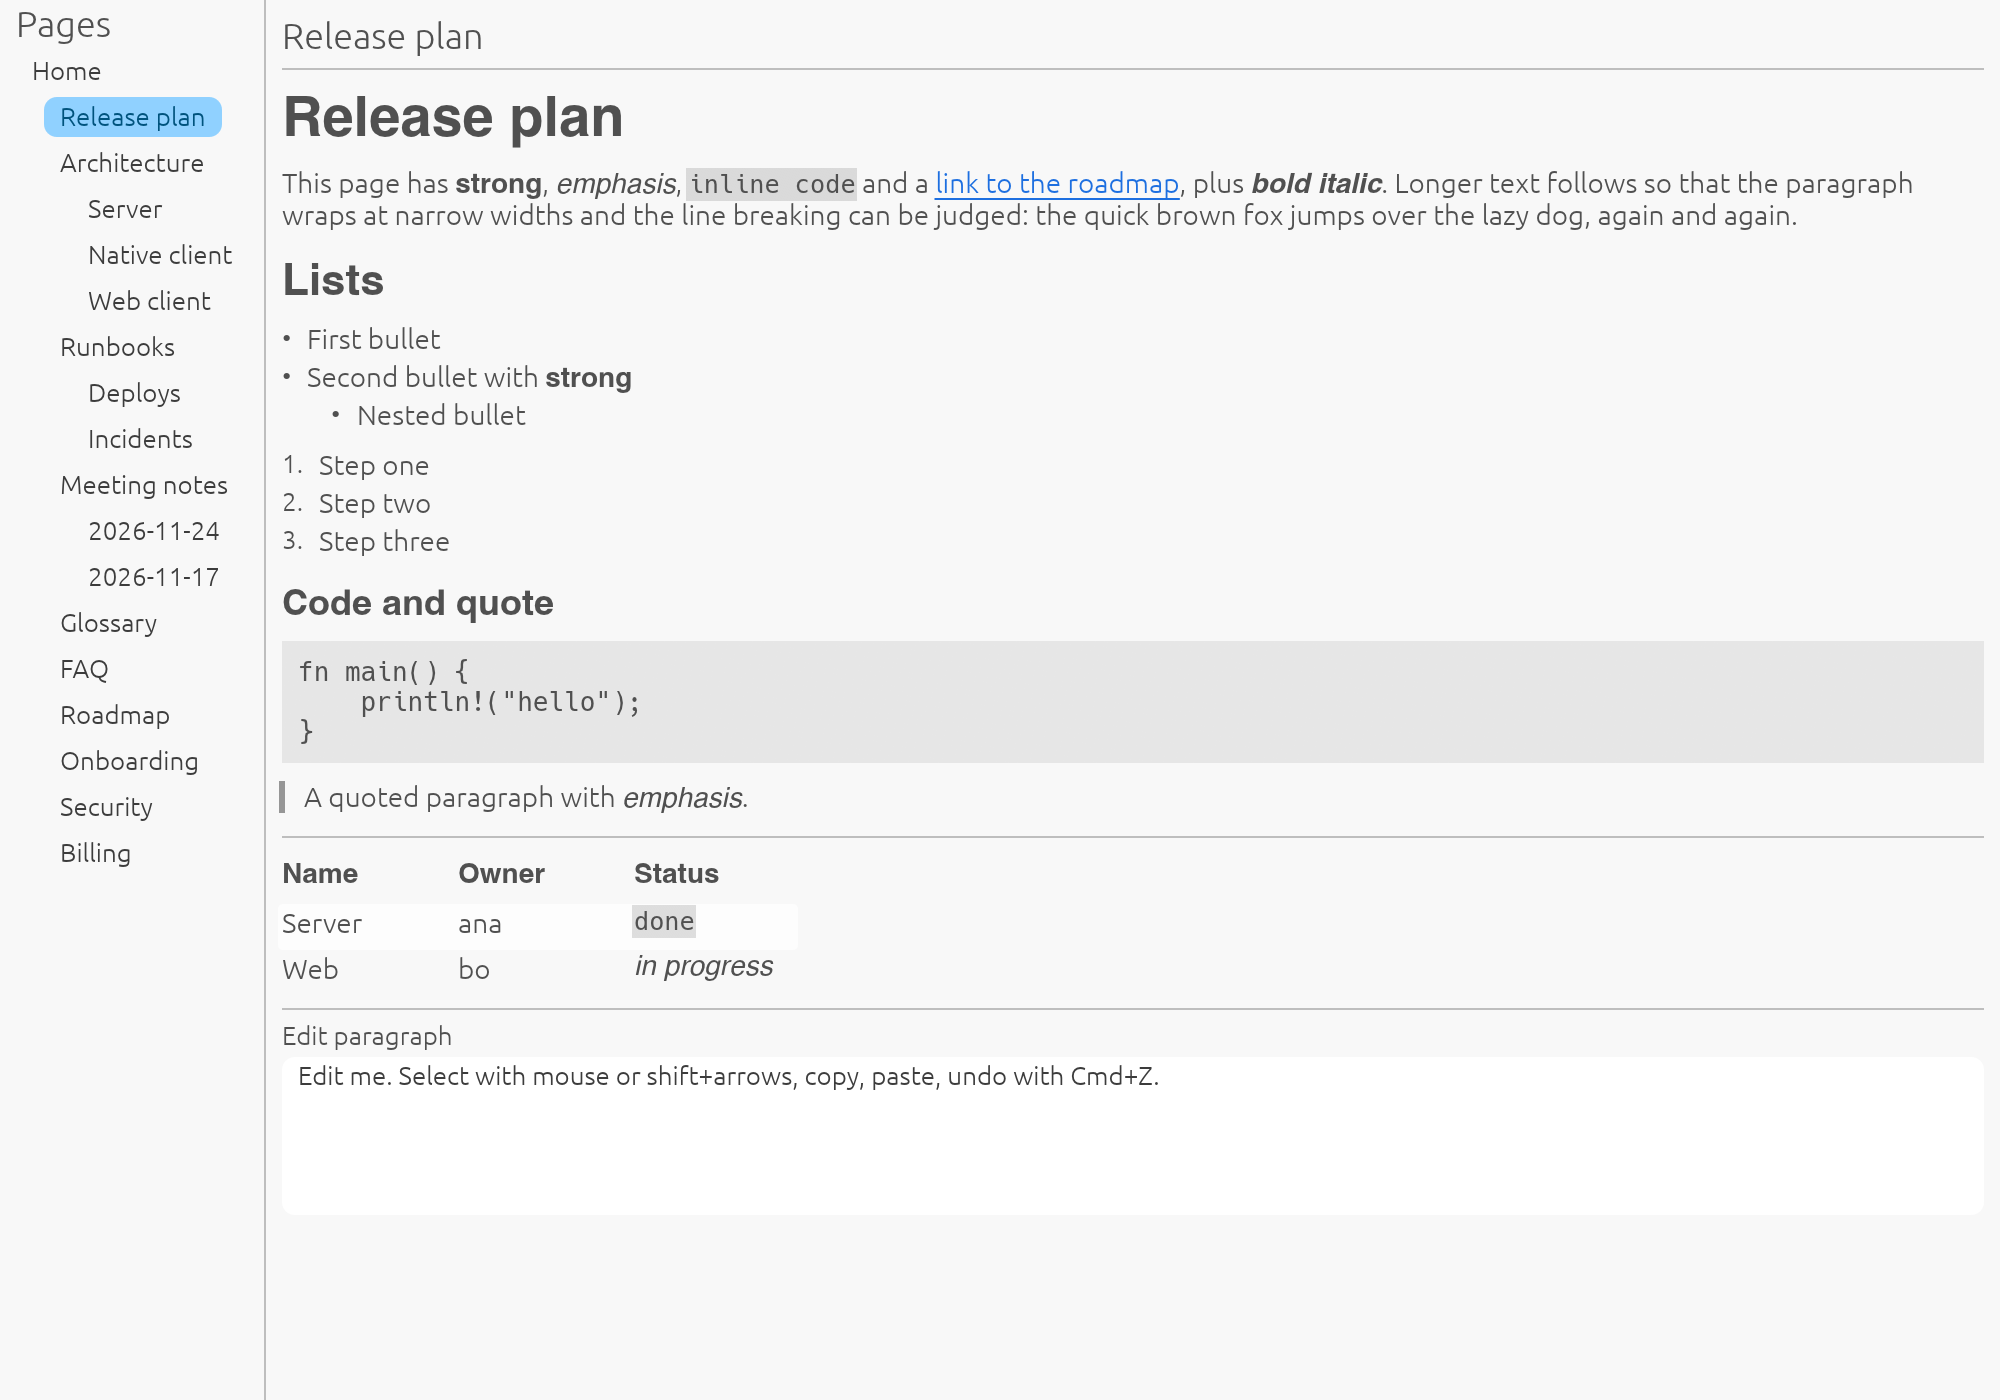 Pages
Home
Release plan
Architecture
Server
Native client
Web client
Runbooks
Deploys
Incidents
Meeting notes
2026-11-24
2026-11-17
Glossary
FAQ
Roadmap
Onboarding
Security
Billing
Release plan
Release plan
This page has strong, emphasis, inline code and a link to the roadmap, plus bold italic. Longer text follows so that the paragraph
wraps at narrow widths and the line breaking can be judged: the quick brown fox jumps over the lazy dog, again and again.
Lists
• First bullet
• Second bullet with strong
• Nested bullet
1. Step one
2. Step two
3. Step three
Code and quote
fn main() {
    println!("hello");
}
A quoted paragraph with emphasis.
Name Owner Status
Server ana done
Web bo in progress
Edit paragraph
Edit me. Select with mouse or shift+arrows, copy, paste, undo with Cmd+Z.